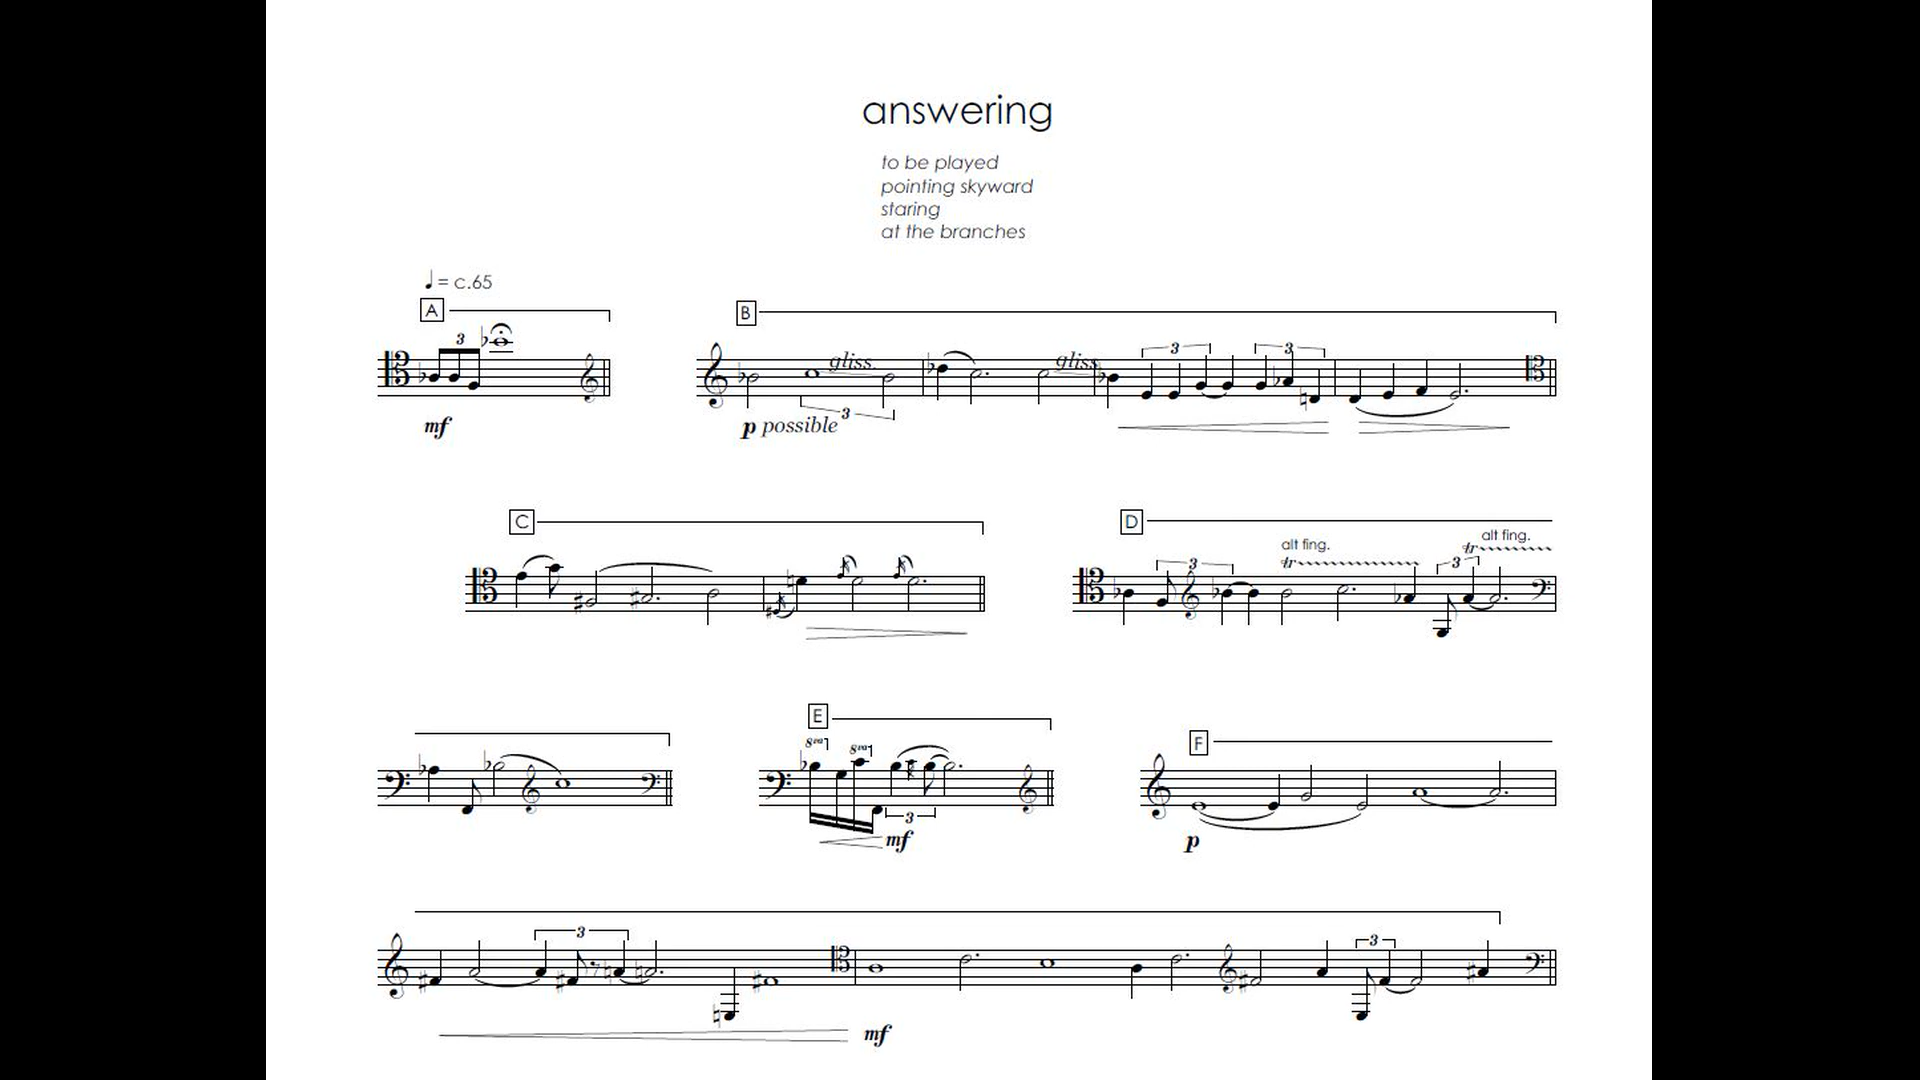 answering
to be played
pointing skyward
staring
at the branches
♩ = c.65
A
B
3
gliss.
gliss.
3
3
3
mf
p possible
C
D
alt fing.
alt fing.
tr
tr
3
3
E
8va
8va
F
3
mf
p
3
3
mf